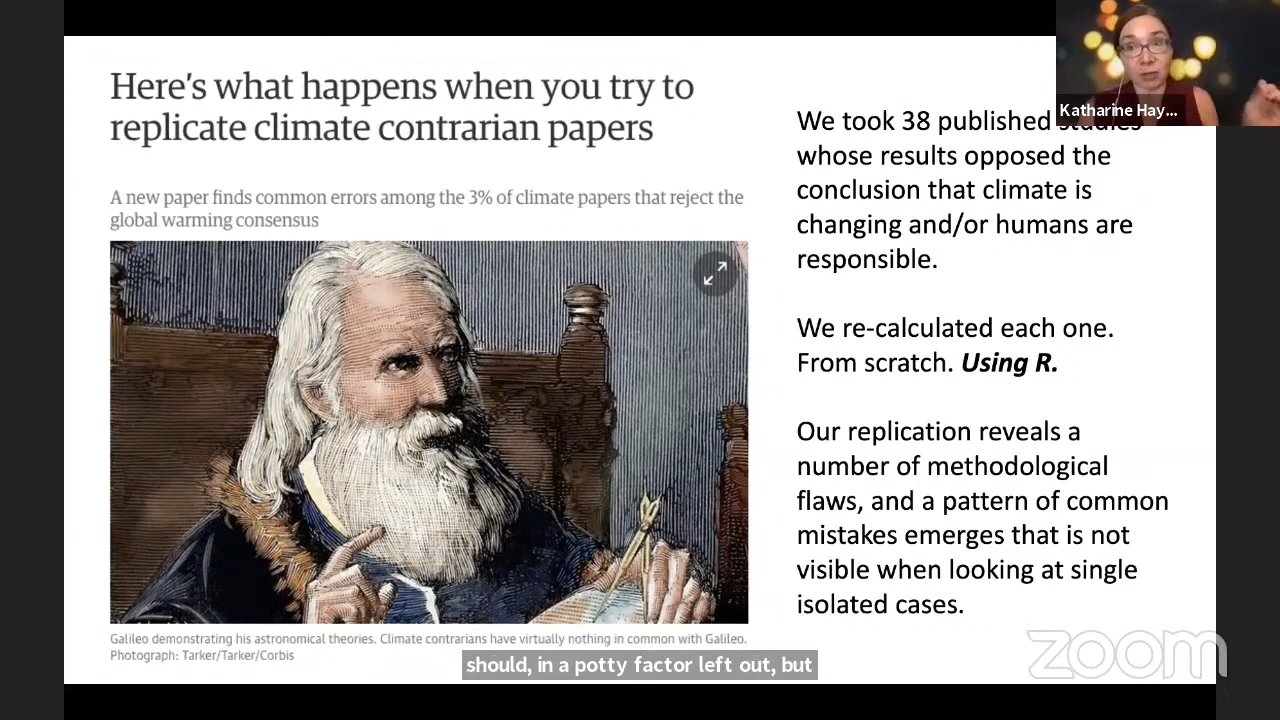 Here's what happens when you try to
replicate climate contrarian papers
A new paper finds common errors among the 3% of climate papers that reject the
global warming consensus
Galileo demonstrating his astronomical theories. Climate contrarians have virtually nothing in common with Galileo.
Photograph: Tarker/Tarker/Corbis
Katharine Hay...
We took 38 published studies
whose results opposed the
conclusion that climate is
changing and/or humans are
responsible.
We re-calculated each one.
From scratch. Using R.
Our replication reveals a
number of methodological
flaws, and a pattern of common
mistakes emerges that is not
visible when looking at single
isolated cases.
should, in a potty factor left out, but
zoom